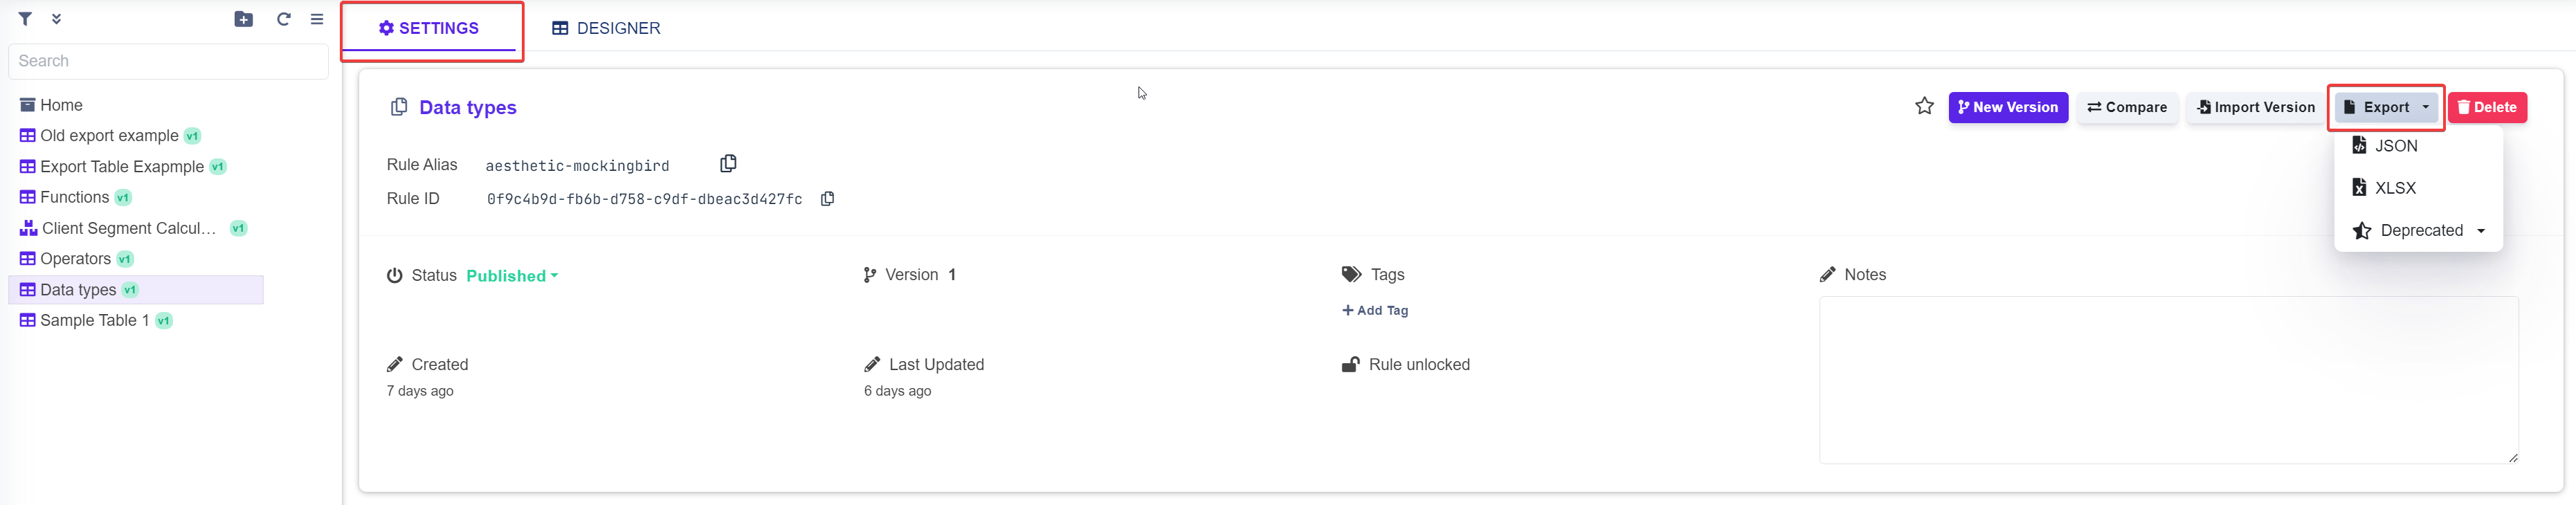 SETTINGS
DESIGNER
Search
Home
Old export example v1
Export Table Exapmple v1
Functions v1
Client Segment Calcul... v1
Operators v1
Data types v1
Sample Table 1 v1
Data types
New Version
Compare
Import Version
Export
Delete
JSON
XLSX
Deprecated
Rule Alias aesthetic-mockingbird
Rule ID 0f9c4b9d-fb6b-d758-c9df-dbeac3d427fc
Status Published
Version 1
Tags
Add Tag
Notes
Created
7 days ago
Last Updated
6 days ago
Rule unlocked